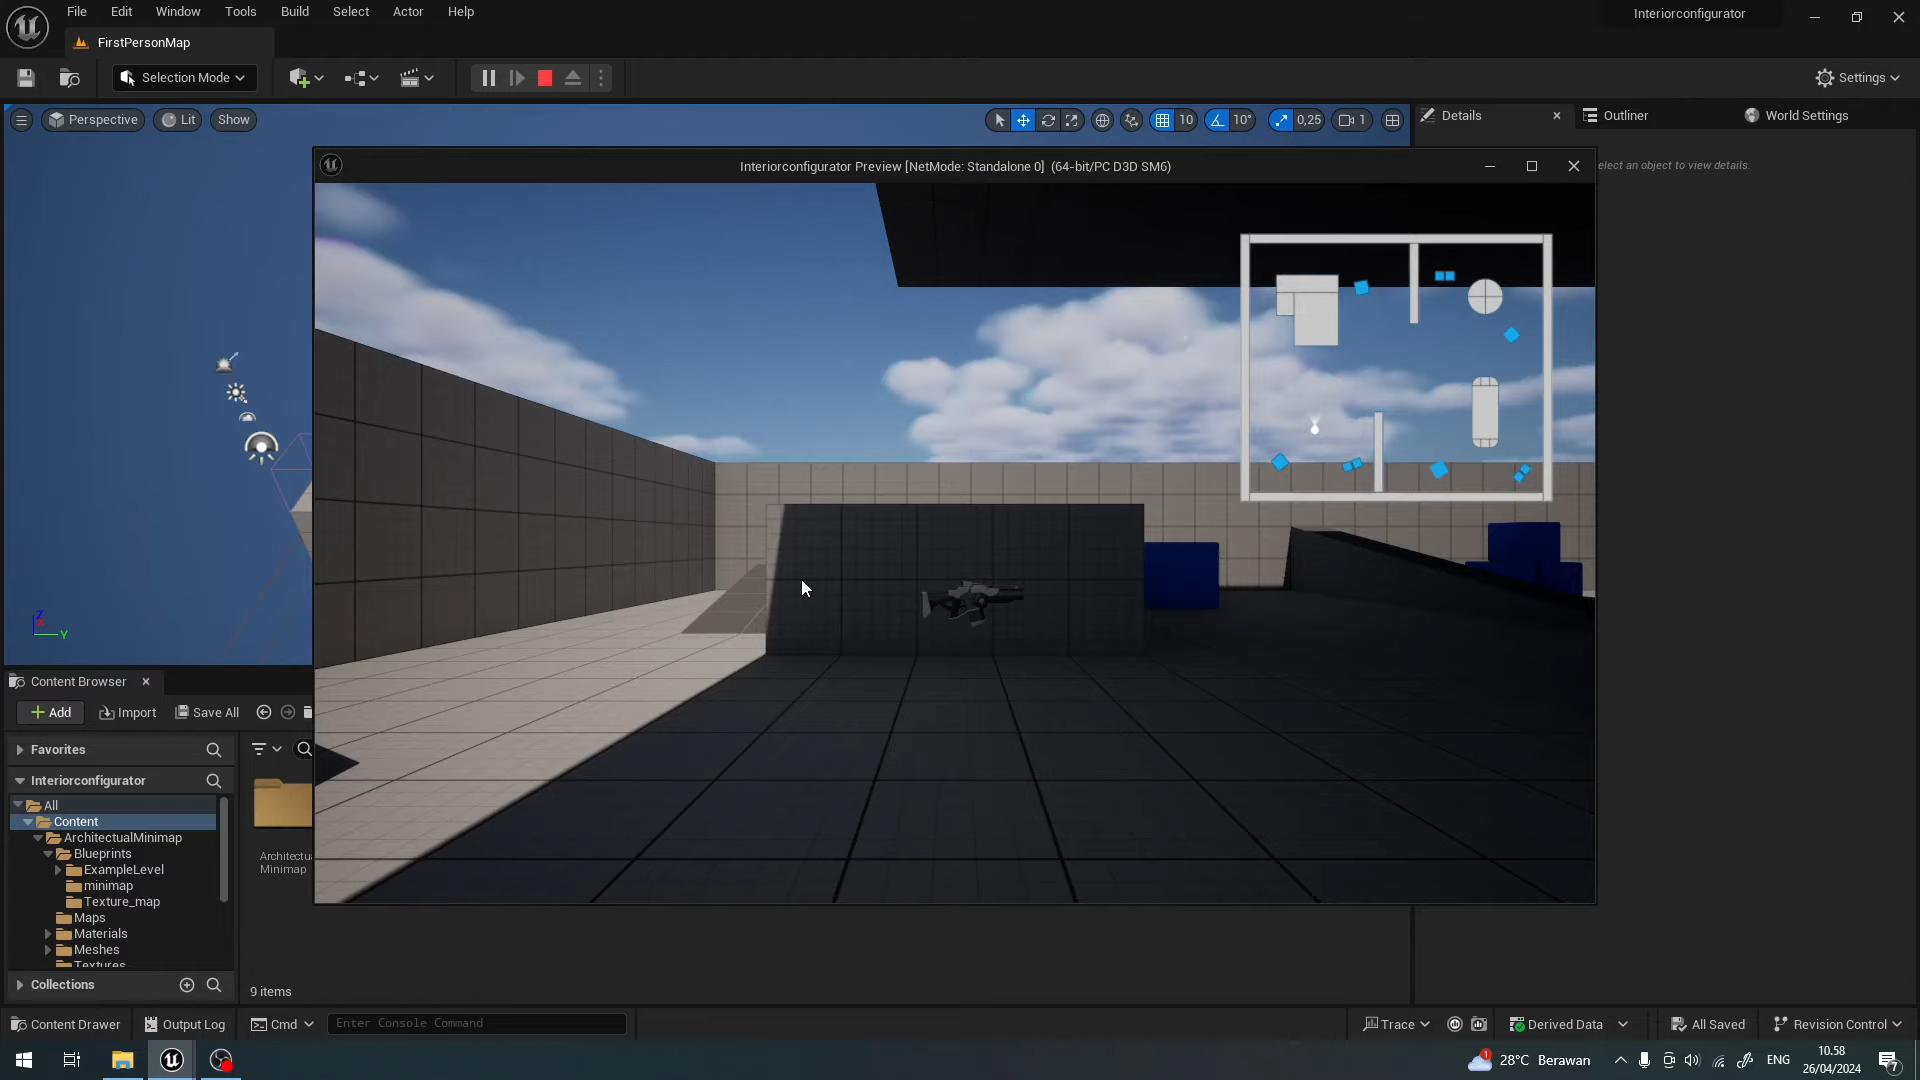 File Edit Window Tools Build Select Actor Help
Interiorconfigurator
FirstPersonMap
Selection Mode
Settings
Perspective Lit Show
10 10° 0,25 1
Details Outliner World Settings
Interiorconfigurator Preview [NetMode: Standalone 0] (64-bit/PC D3D SM6)
elect an object to view details.
Z
X
Y
Content Browser
Add Import Save All
Favorites
Interiorconfigurator
All
Content
ArchitectualMinimap
Blueprints
ExampleLevel
minimap
Texture_map
Maps
Materials
Meshes
Textures
Architectu
Minimap
Collections
9 items
Content Drawer Output Log Cmd Enter Console Command Trace Derived Data All Saved Revision Control
1 28°C Berawan ENG 10.58
26/04/2024
7